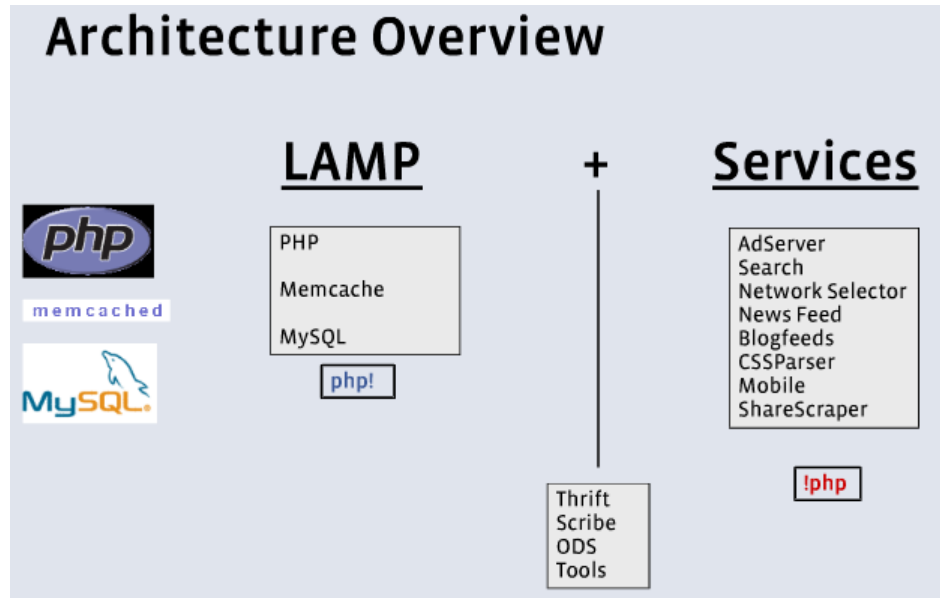 Architecture Overview
LAMP + Services
php
memcached
MySQL.
PHP
Memcache
MySQL
php!
AdServer
Search
Network Selector
News Feed
Blogfeeds
CSSParser
Mobile
ShareScraper
!php
Thrift
Scribe
ODS
Tools